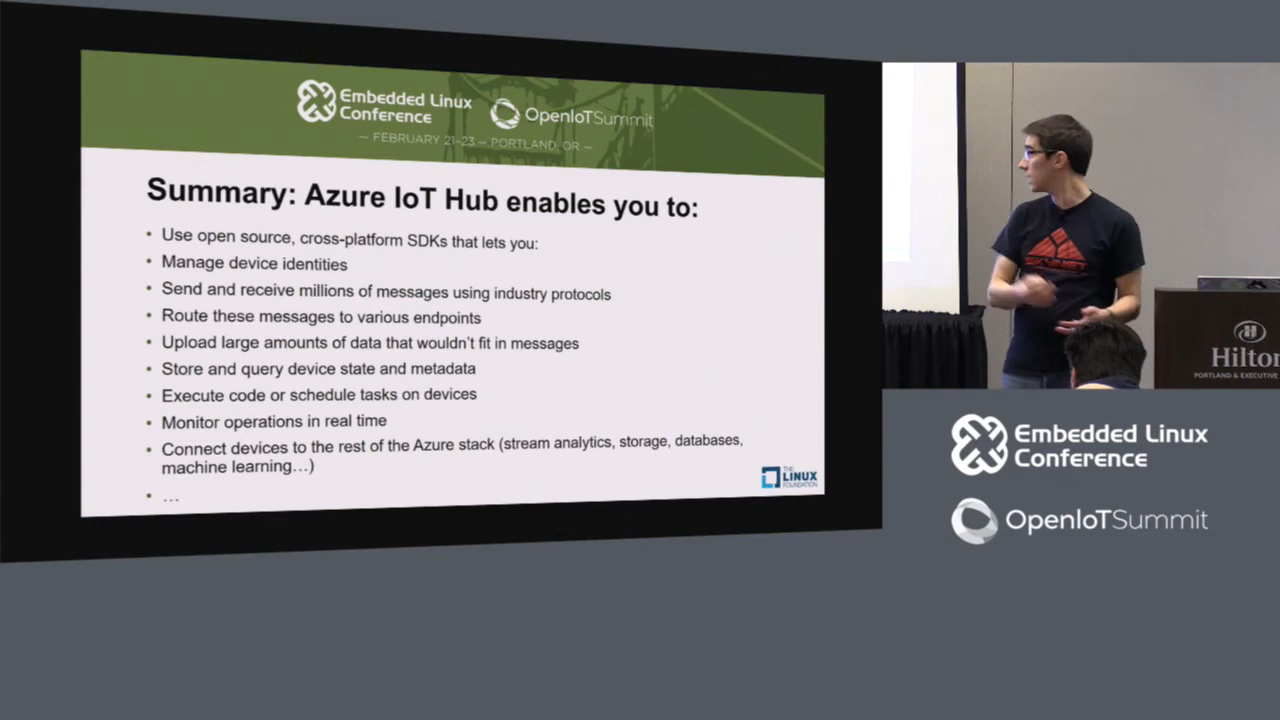 Embedded Linux
Conference
OpenIoTSummit
— FEBRUARY 21-23 — PORTLAND, OR —
Summary: Azure IoT Hub enables you to:
• Use open source, cross-platform SDKs that lets you:
• Manage device identities
• Send and receive millions of messages using industry protocols
• Route these messages to various endpoints
• Upload large amounts of data that wouldn't fit in messages
• Store and query device state and metadata
• Execute code or schedule tasks on devices
• Monitor operations in real time
• Connect devices to the rest of the Azure stack (stream analytics, storage, databases,
machine learning…)
• …
THE
LINUX
FOUNDATION
Hilton
PORTLAND & EXECUTIVE
Embedded Linux
Conference
OpenIoTSummit